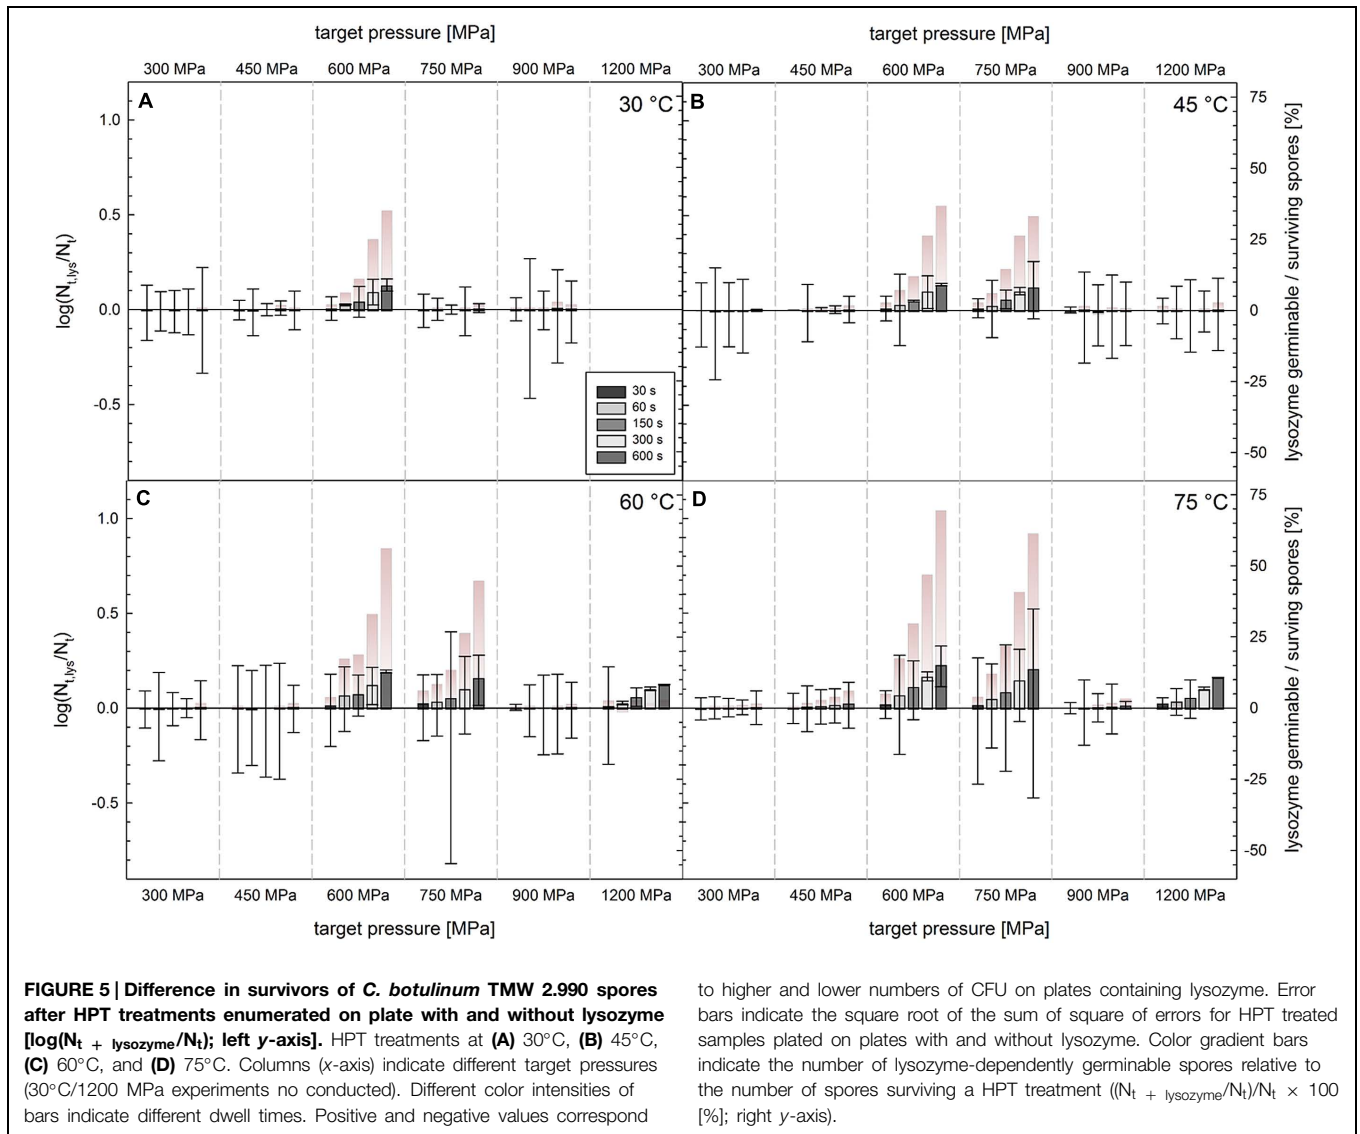 target pressure [MPa]
target pressure [MPa]
300 MPa 450 MPa 600 MPa 750 MPa 900 MPa 1200 MPa
300 MPa 450 MPa 600 MPa 750 MPa 900 MPa 1200 MPa
A
30 °C
B
45 °C
1.0
0.5
0.0
-0.5
log(Nt,lys/Nt)
75
50
25
0
-25
-50
lysozyme germinable / surviving spores [%]
30 s
60 s
150 s
300 s
600 s
C
60 °C
D
75 °C
1.0
0.5
0.0
-0.5
log(Nt,lys/Nt)
75
50
25
0
-25
-50
lysozyme germinable / surving spores [%]
300 MPa 450 MPa 600 MPa 750 MPa 900 MPa 1200 MPa
300 MPa 450 MPa 600 MPa 750 MPa 900 MPa 1200 MPa
target pressure [MPa]
target pressure [MPa]
FIGURE 5 | Difference in survivors of C. botulinum TMW 2.990 spores
after HPT treatments enumerated on plate with and without lysozyme
[log(Nt + lysozyme/Nt); left y-axis]. HPT treatments at (A) 30°C, (B) 45°C,
(C) 60°C, and (D) 75°C. Columns (x-axis) indicate different target pressures
(30°C/1200 MPa experiments no conducted). Different color intensities of
bars indicate different dwell times. Positive and negative values correspond
to higher and lower numbers of CFU on plates containing lysozyme. Error
bars indicate the square root of the sum of square of errors for HPT treated
samples plated on plates with and without lysozyme. Color gradient bars
indicate the number of lysozyme-dependently germinable spores relative to
the number of spores surviving a HPT treatment ((Nt + lysozyme/Nt)/Nt × 100
[%]; right y-axis).